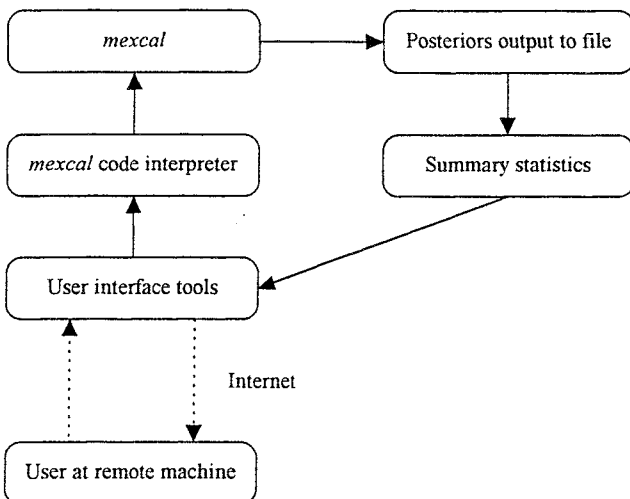 mexcal
Posteriors output to file
mexcal code interpreter
Summary statistics
User interface tools
Internet
User at remote machine